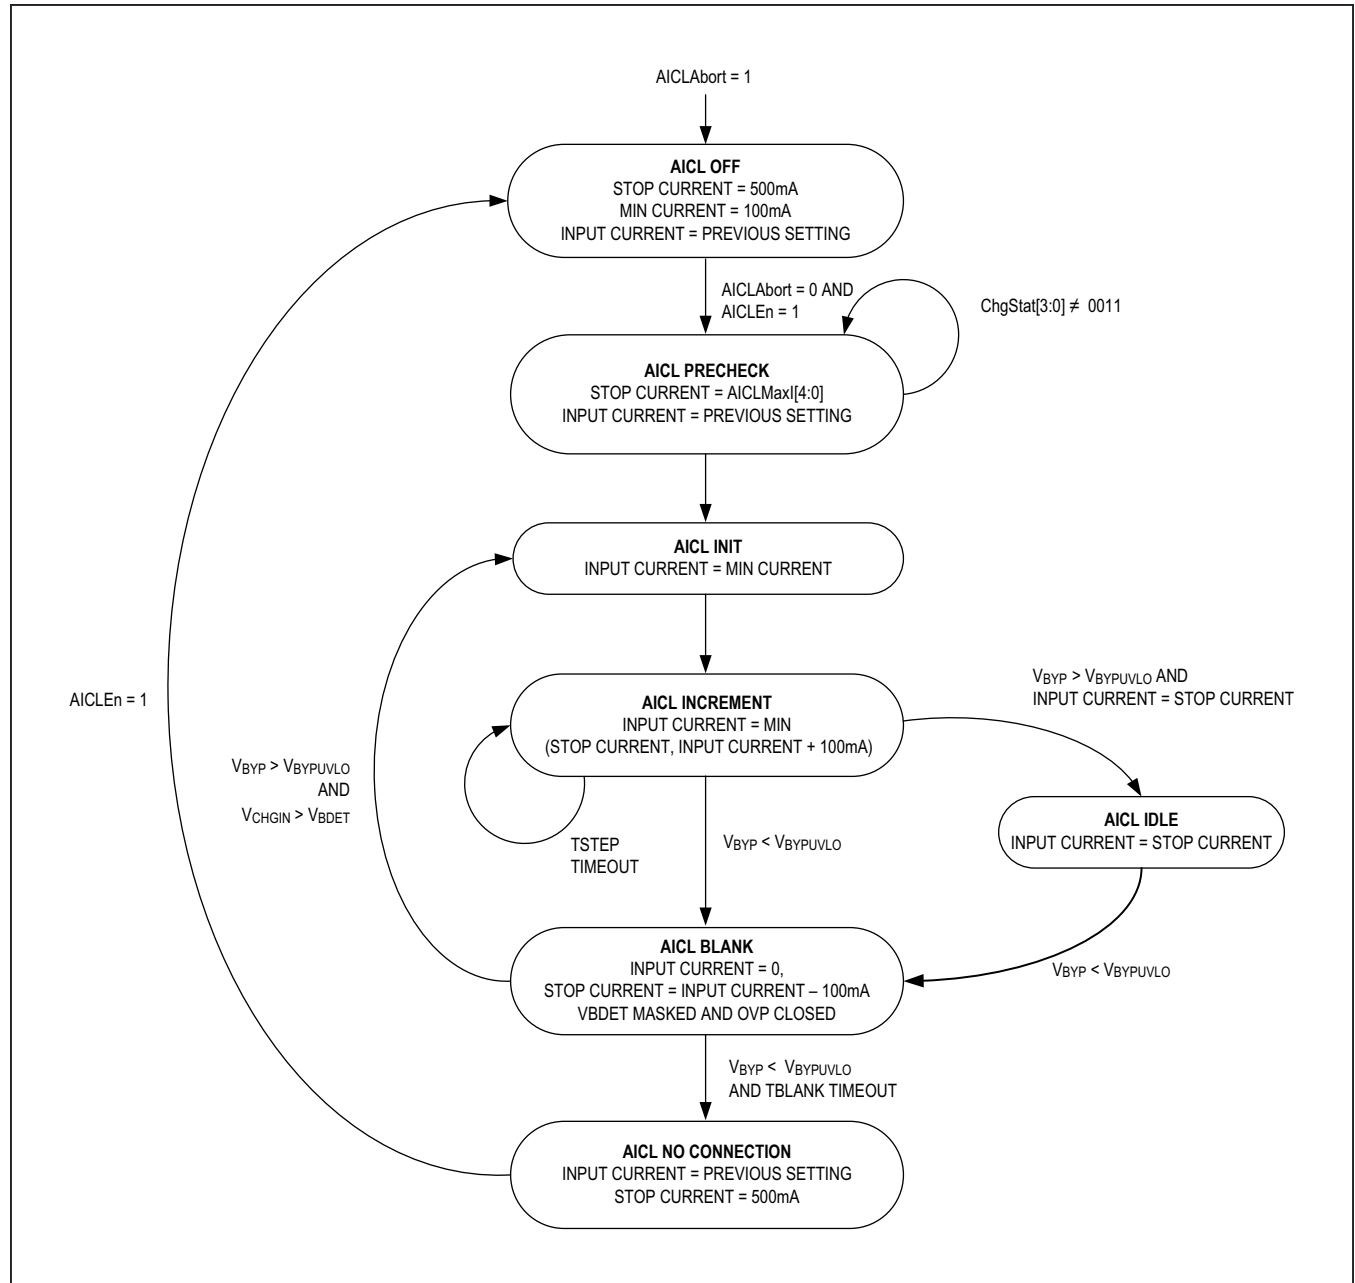 AICLAbort = 1
AICL OFF
STOP CURRENT = 500mA
MIN CURRENT = 100mA
INPUT CURRENT = PREVIOUS SETTING
AICLAbort = 0 AND
AICLEn = 1
ChgStat[3:0] ≠ 0011
AICL PRECHECK
STOP CURRENT = AICLMaxI[4:0]
INPUT CURRENT = PREVIOUS SETTING
AICL INIT
INPUT CURRENT = MIN CURRENT
AICLEn = 1
VBYP > VBYPUVLO
AND
VCHGIN > VBDET
AICL INCREMENT
INPUT CURRENT = MIN
(STOP CURRENT, INPUT CURRENT + 100mA)
VBYP > VBYPUVLO AND
INPUT CURRENT = STOP CURRENT
TSTEP
TIMEOUT
VBYP < VBYPUVLO
AICL IDLE
INPUT CURRENT = STOP CURRENT
VBYP < VBYPUVLO
AICL BLANK
INPUT CURRENT = 0,
STOP CURRENT = INPUT CURRENT – 100mA
VBDET MASKED AND OVP CLOSED
VBYP < VBYPUVLO
AND TBLANK TIMEOUT
AICL NO CONNECTION
INPUT CURRENT = PREVIOUS SETTING
STOP CURRENT = 500mA